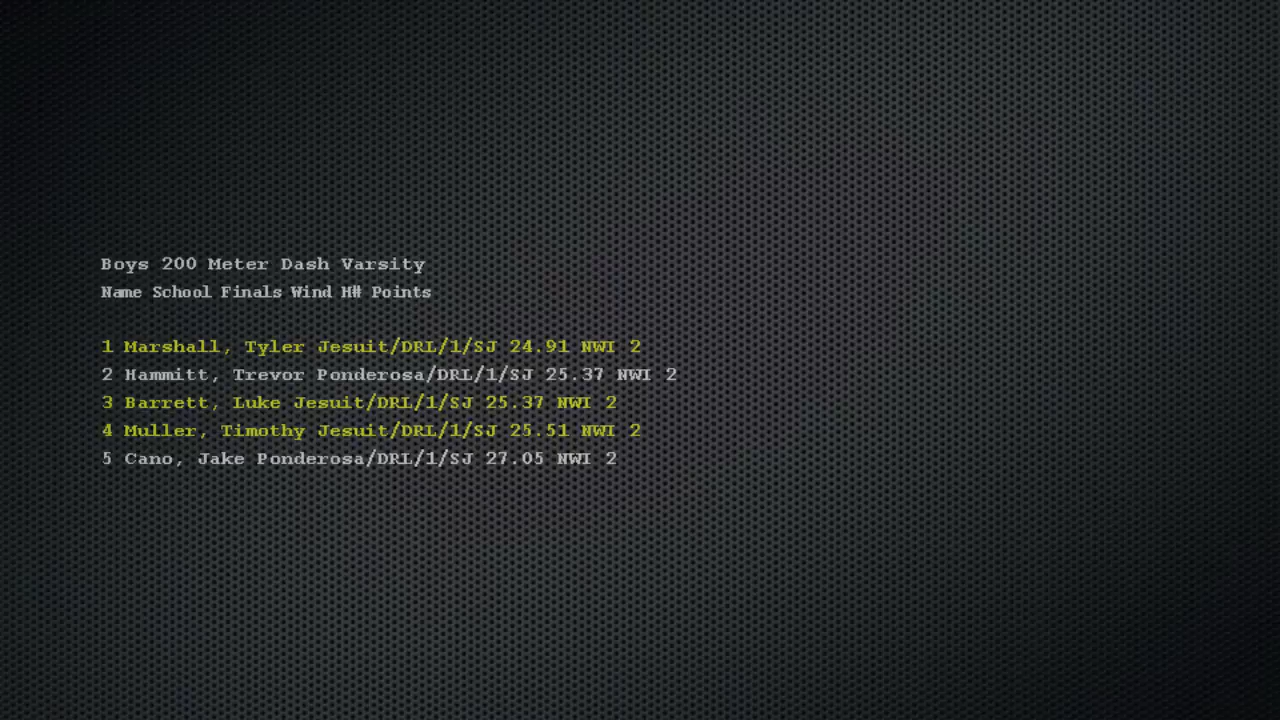 Boys 200 Meter Dash Varsity
Name School Finals Wind H# Points
1 Marshall, Tyler Jesuit/DRL/1/SJ 24.91 NWI 2
2 Hammitt, Trevor Ponderosa/DRL/1/SJ 25.37 NWI 2
3 Barrett, Luke Jesuit/DRL/1/SJ 25.37 NWI 2
4 Muller, Timothy Jesuit/DRL/1/SJ 25.51 NWI 2
5 Cano, Jake Ponderosa/DRL/1/SJ 27.05 NWI 2